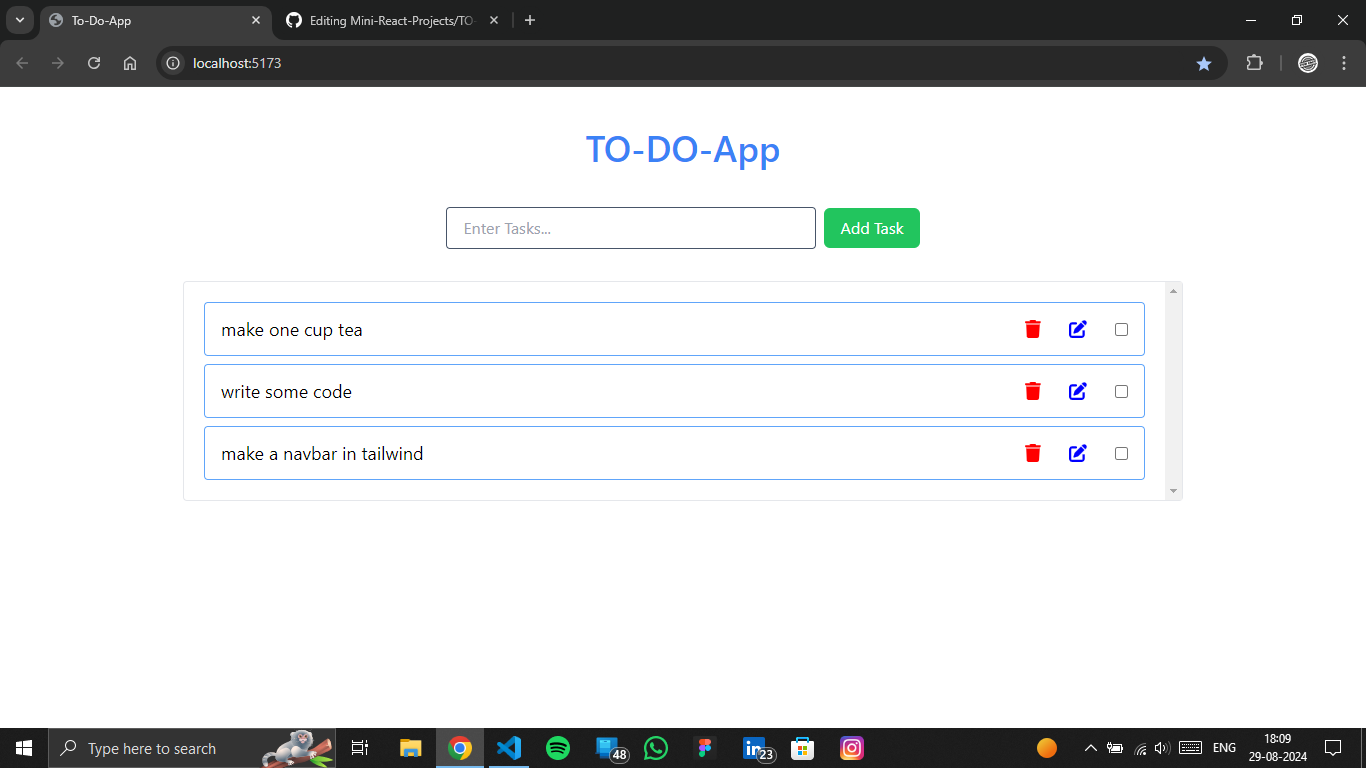 To-Do-App
Editing Mini-React-Projects/TO-
localhost:5173
TO-DO-App
Enter Tasks...
Add Task
make one cup tea
write some code
make a navbar in tailwind
Type here to search
48
in
23
ENG
18:09
29-08-2024